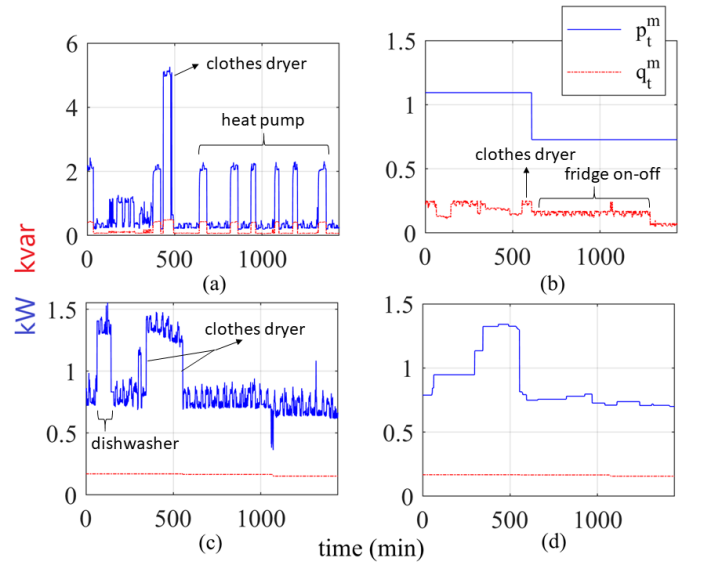 6
4
2
0
0
500
1000
clothes dryer
heat pump
(a)
1.5
1
0.5
0
0
500
1000
p_t^m
q_t^m
clothes dryer
fridge on-off
(b)
kW kvar
1.5
1
0.5
0
0
500
1000
clothes dryer
dishwasher
(c)
1.5
1
0.5
0
0
500
1000
(d)
time (min)